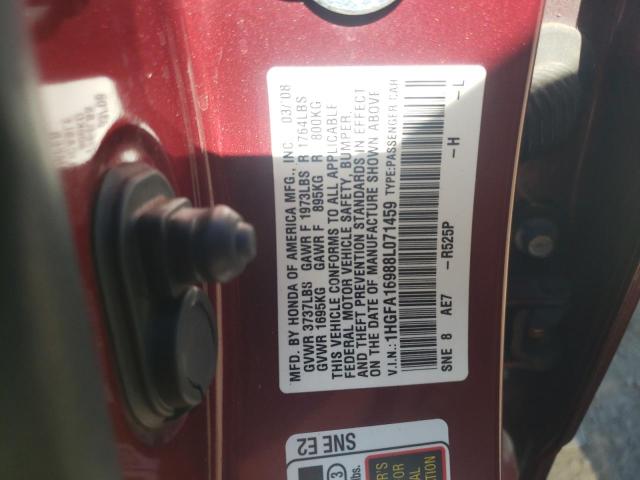 MFD. BY HONDA OF AMERICA MFG., INC 03/08
GVWR 3737LBS GAWR F 1973LBS R 1764LBS
GVWR 1695KG GAWR F 895KG R 800KG
THIS VEHICLE CONFORMS TO ALL APPLICABLE
FEDERAL MOTOR VEHICLE SAFETY, BUMPER,
AND THEFT PREVENTION STANDARDS IN EFFECT
ON THE DATE OF MANUFACTURE SHOWN ABOVE
V.I.N.: 1HGFA16988L071459 TYPE:PASSENGER CAR
SNE 8 AE7 -R525P -H -L
SNE E2